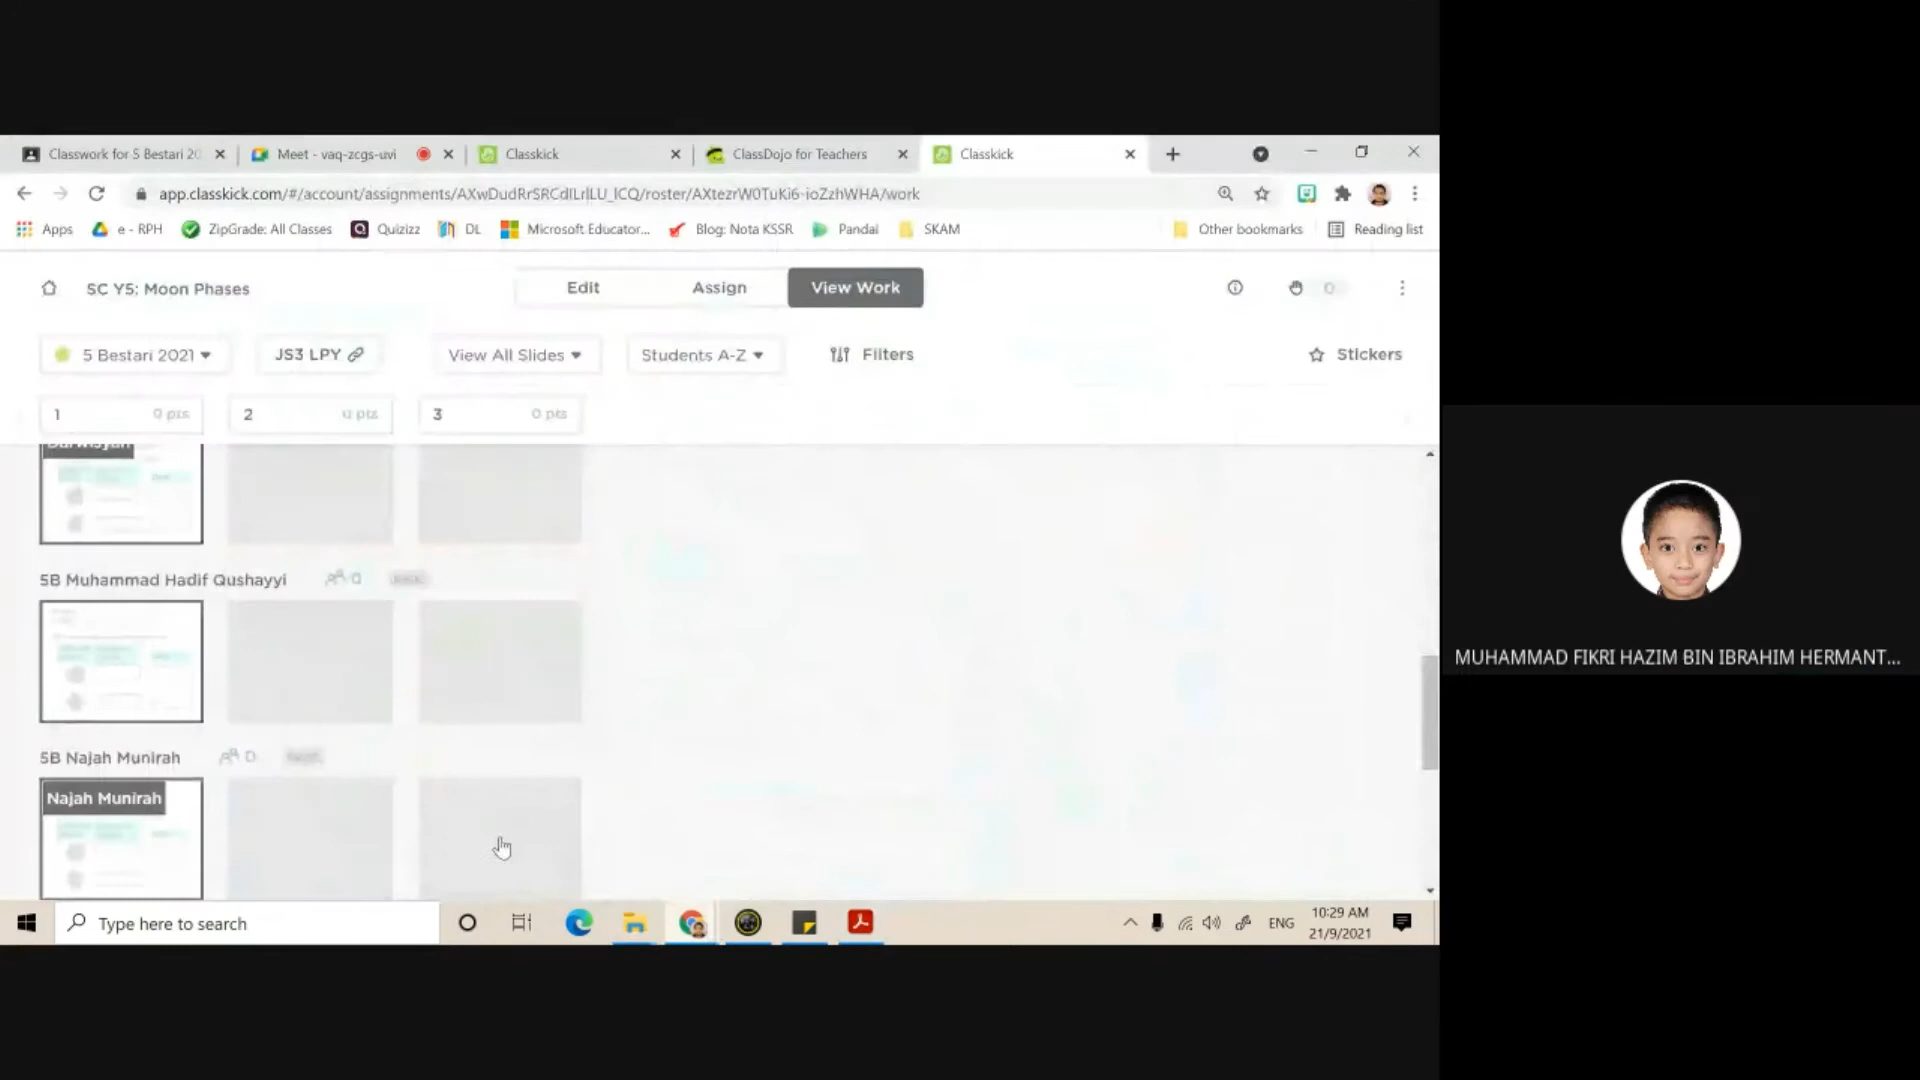 Classwork for 5 Bestari 20
Meet - vaq-zcgs-uvi
Classkick
ClassDojo for Teachers
Classkick
app.classkick.com/#/account/assignments/AXwDudRrSRCdILrlLU_lCQ/roster/AXtezrW0TuKi6-ioZzhWHA/work
Apps
e - RPH
ZipGrade: All Classes
Quizizz
DL
Microsoft Educator...
Blog: Nota KSSR
Pandai
SKAM
Other bookmarks
Reading list
SC Y5: Moon Phases
Edit
Assign
View Work
0
5 Bestari 2021
JS3 LPY
View All Slides
Students A-Z
Filters
Stickers
1 0 pts
2 0 pts
3 0 pts
5B Muhammad Hadif Qushayyi
5B Najah Munirah
Najah Munirah
Type here to search
ENG
10:29 AM
21/9/2021
MUHAMMAD FIKRI HAZIM BIN IBRAHIM HERMANT...